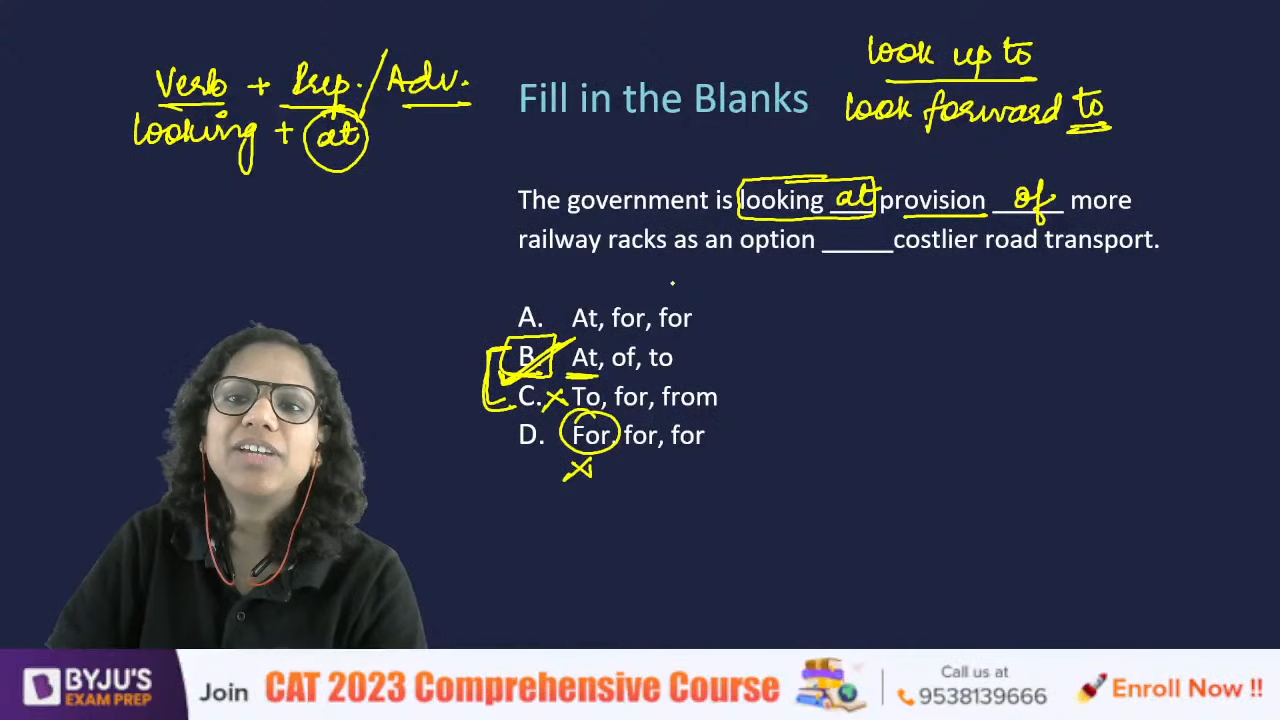 Verb + Prep. / Adv.
looking + at
look up to
look forward to
Fill in the Blanks
The government is looking at provision of more
railway racks as an option ______costlier road transport.
A. At, for, for
B. At, of, to
C. To, for, from
D. For, for, for
BYJU'S
EXAM PREP
Join CAT 2023 Comprehensive Course
Call us at
9538139666
Enroll Now !!